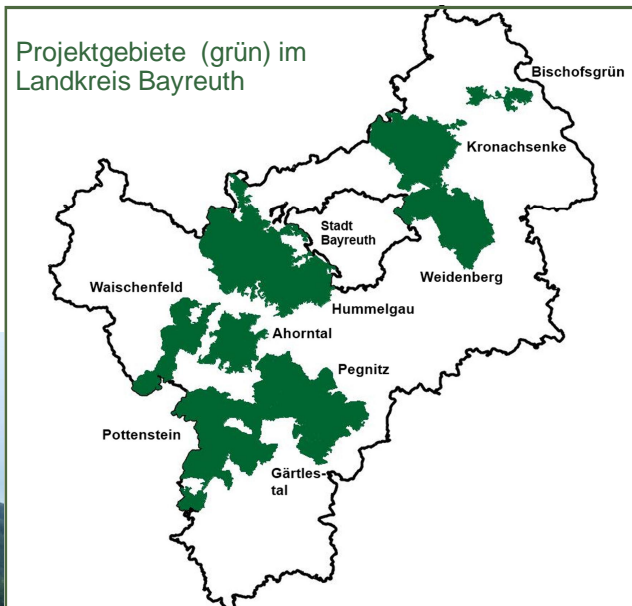 Projektgebiete (grün) im
Landkreis Bayreuth
Bischofsgrün
Kronachsenke
Stadt
Bayreuth
Weidenberg
Waischenfeld
Hummelgau
Ahorntal
Pegnitz
Pottenstein
Gärtles-
tal